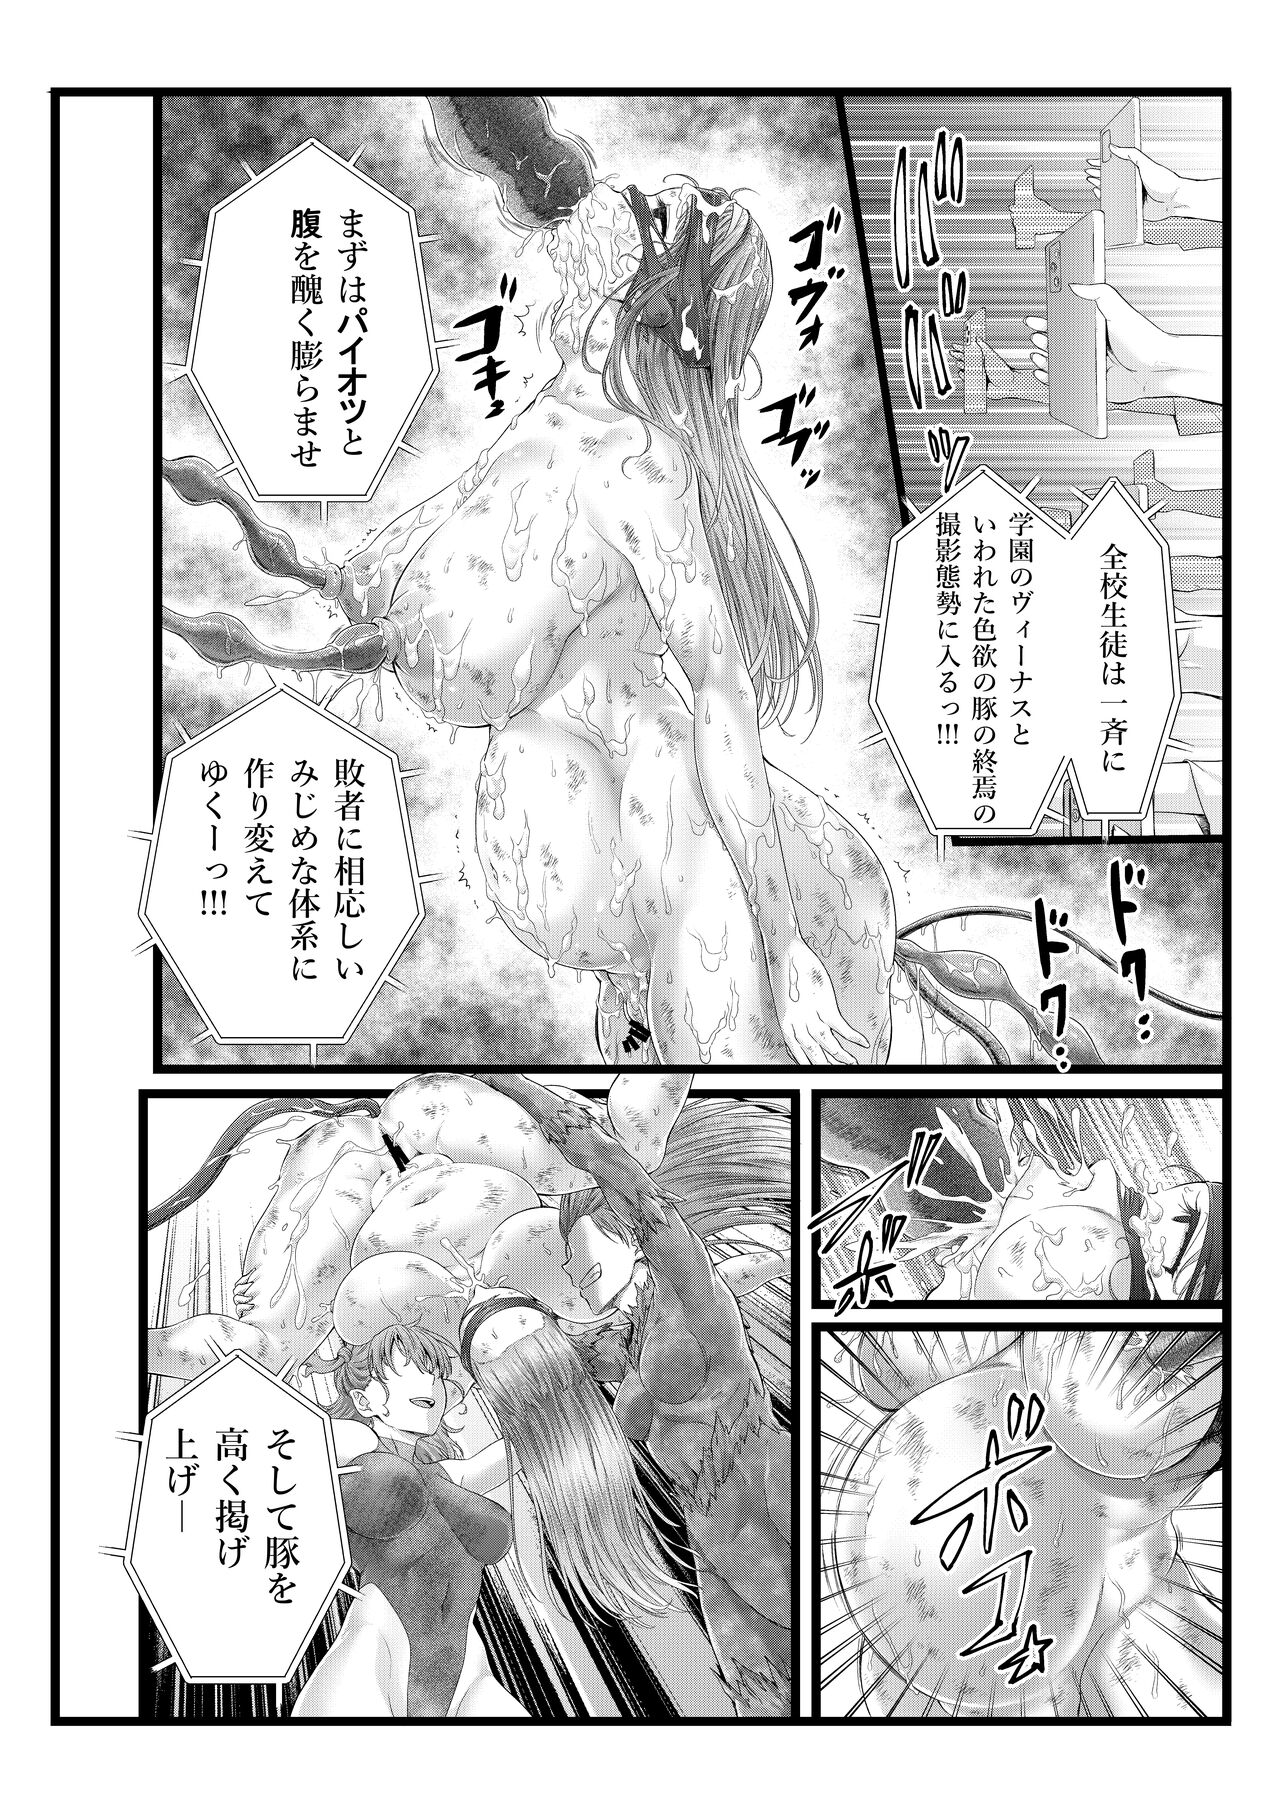 全校生徒は一斉に
学園のヴィーナスと
いわれた色欲の豚の終焉の
撮影態勢に入るっ!!!
ゴヴォ
ゴブッ
ゴキュ
まずはパイオツと
腹を醜く膨らませ
敗者に相応しい
みじめな体系に
作り変えて
ゆくーっ!!!
ドクドク
ボコ☆
そして豚を
高く掲げ
上げ―